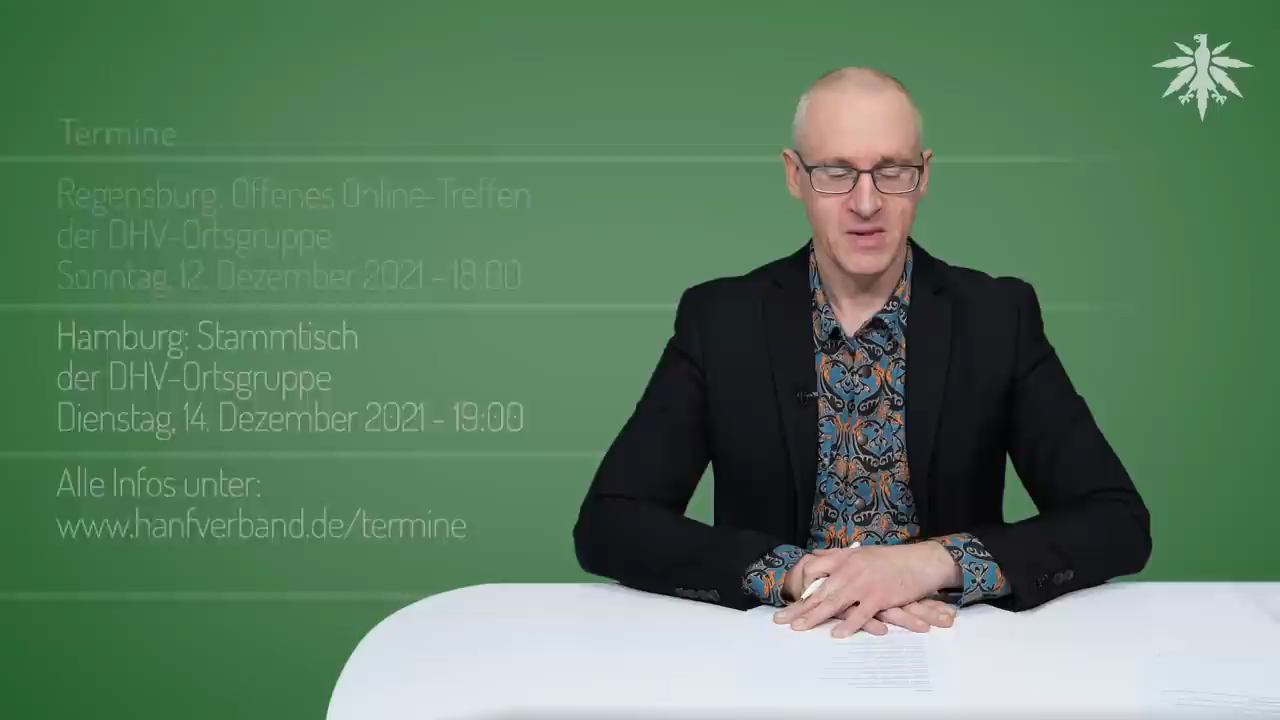 Termine
Regensburg: Offenes Online-Treffen
der DHV-Ortsgruppe
Sonntag, 12. Dezember 2021 - 18:00
Hamburg: Stammtisch
der DHV-Ortsgruppe
Dienstag, 14. Dezember 2021 - 19:00
Alle Infos unter:
www.hanfverband.de/termine